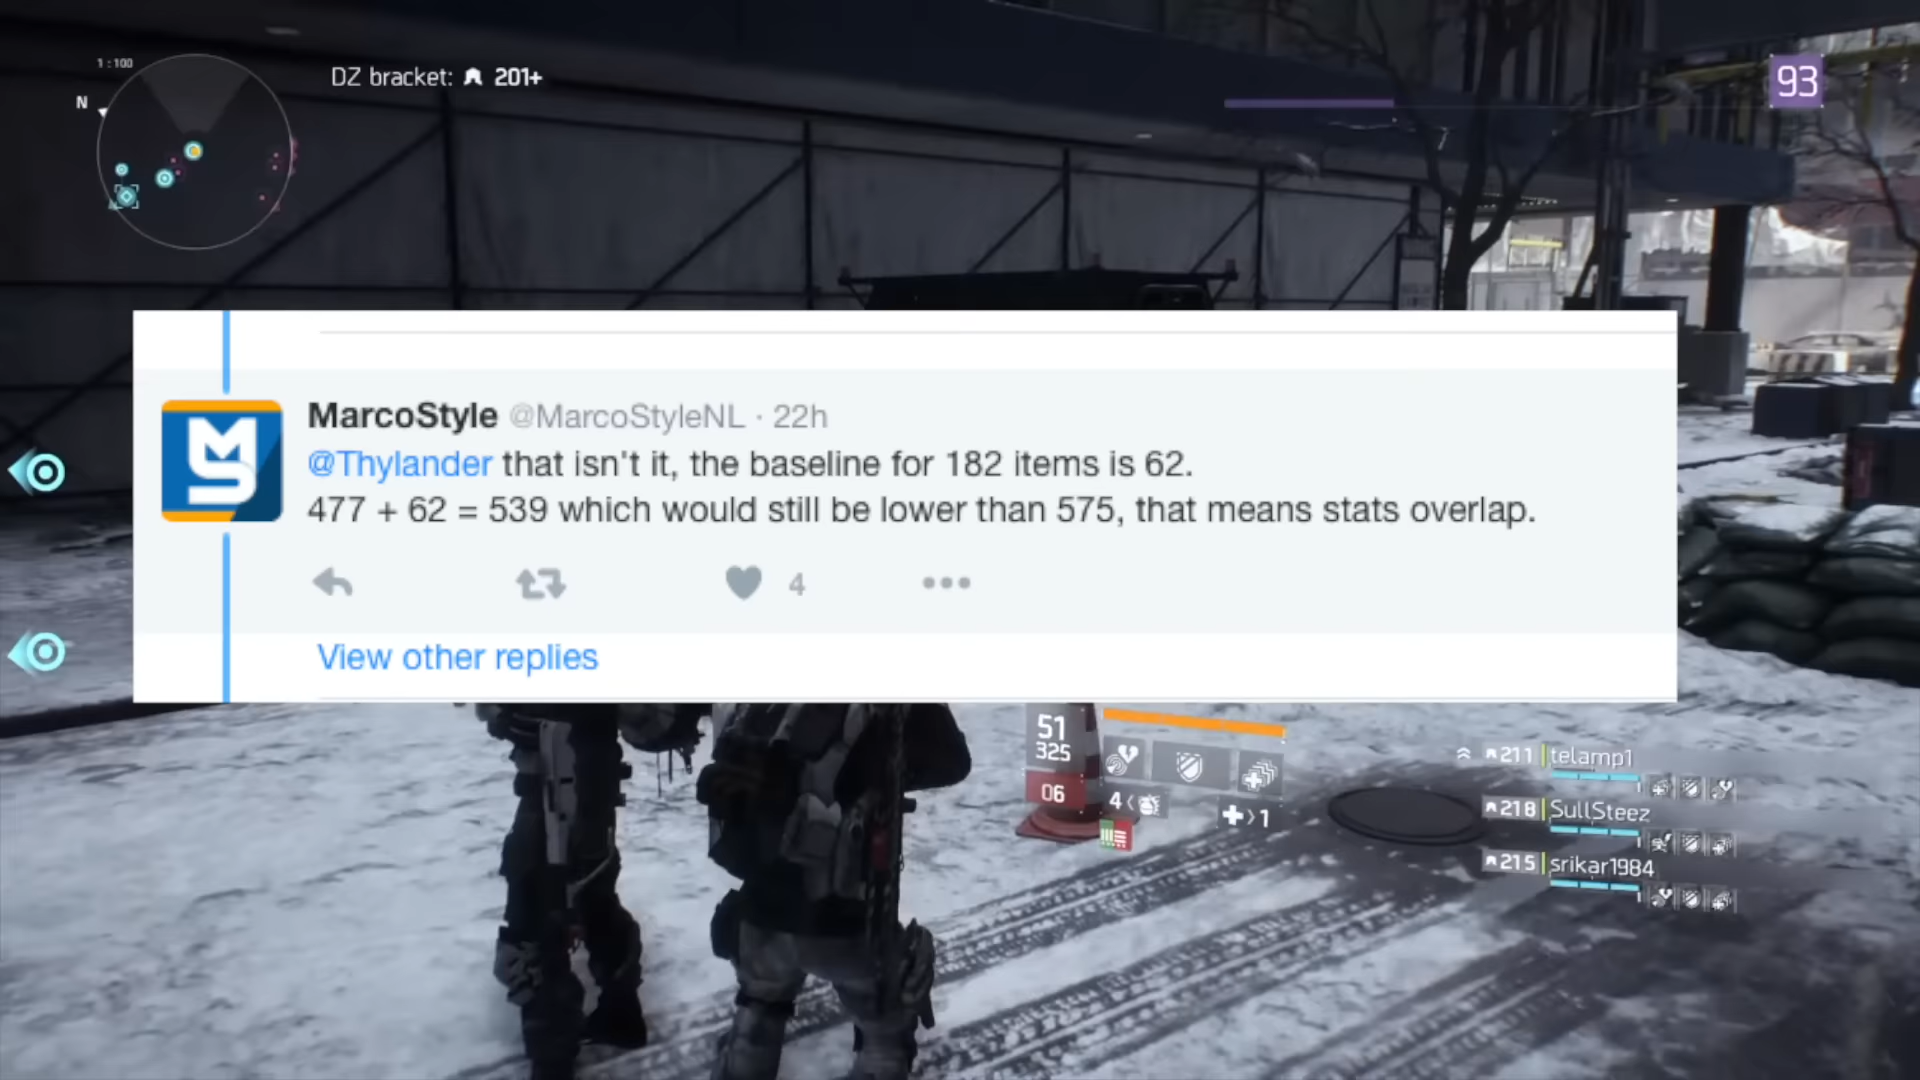 1:100
N
DZ bracket: 201+
93
MarcoStyle @MarcoStyleNL · 22h
@Thylander that isn't it, the baseline for 182 items is 62.
477 + 62 = 539 which would still be lower than 575, that means stats overlap.
4
View other replies
51
325
06
4
1
211 telamp1
218 SullSteez
215 srikar1984
MS